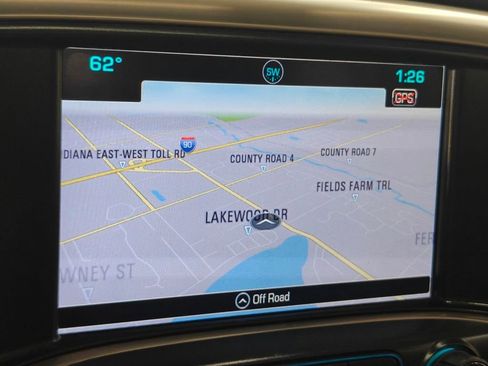 62°
SW
1:26
GPS
90
DIANA EAST-WEST TOLL RD
COUNTY ROAD 4
COUNTY ROAD 7
FIELDS FARM TRL
LAKEWOOD DR
FER
WNEY ST
Off Road